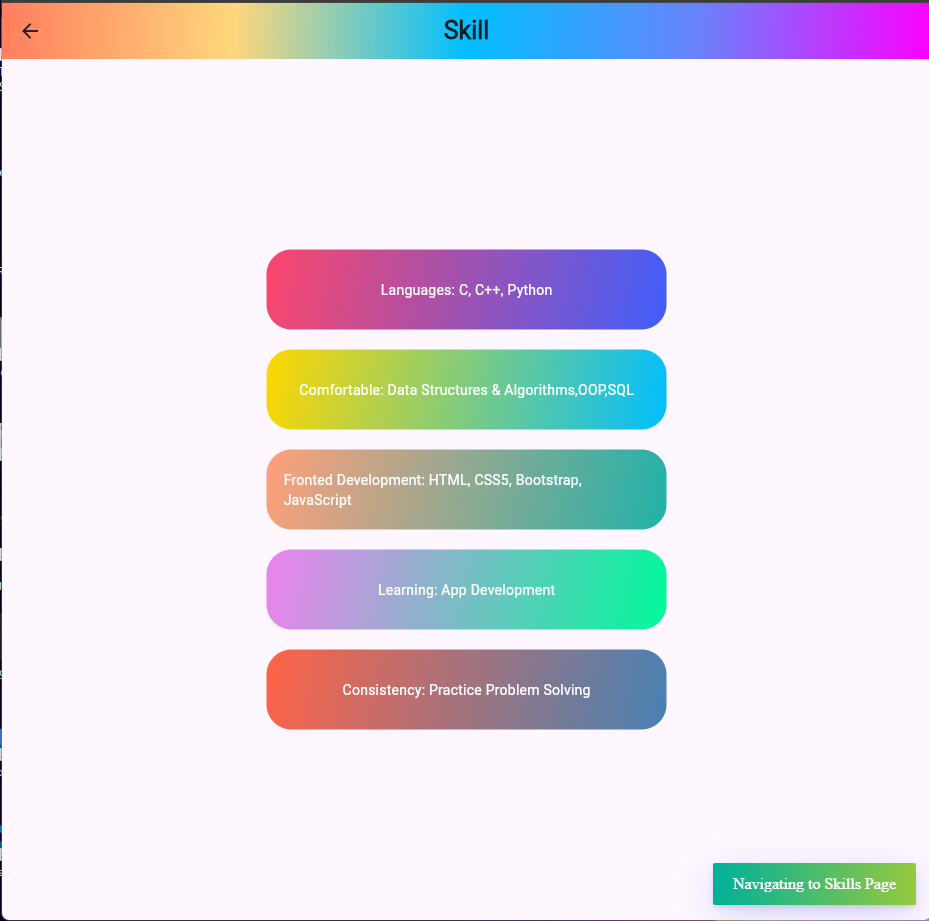 Skill
Languages: C, C++, Python
Comfortable: Data Structures & Algorithms,OOP,SQL
Fronted Development: HTML, CSS5, Bootstrap,
JavaScript
Learning: App Development
Consistency: Practice Problem Solving
Navigating to Skills Page